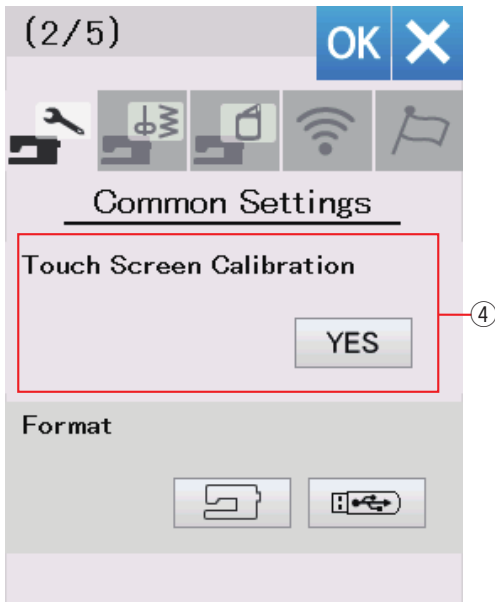 (2/5)
OK
Common Settings
Touch Screen Calibration
YES
④
Format